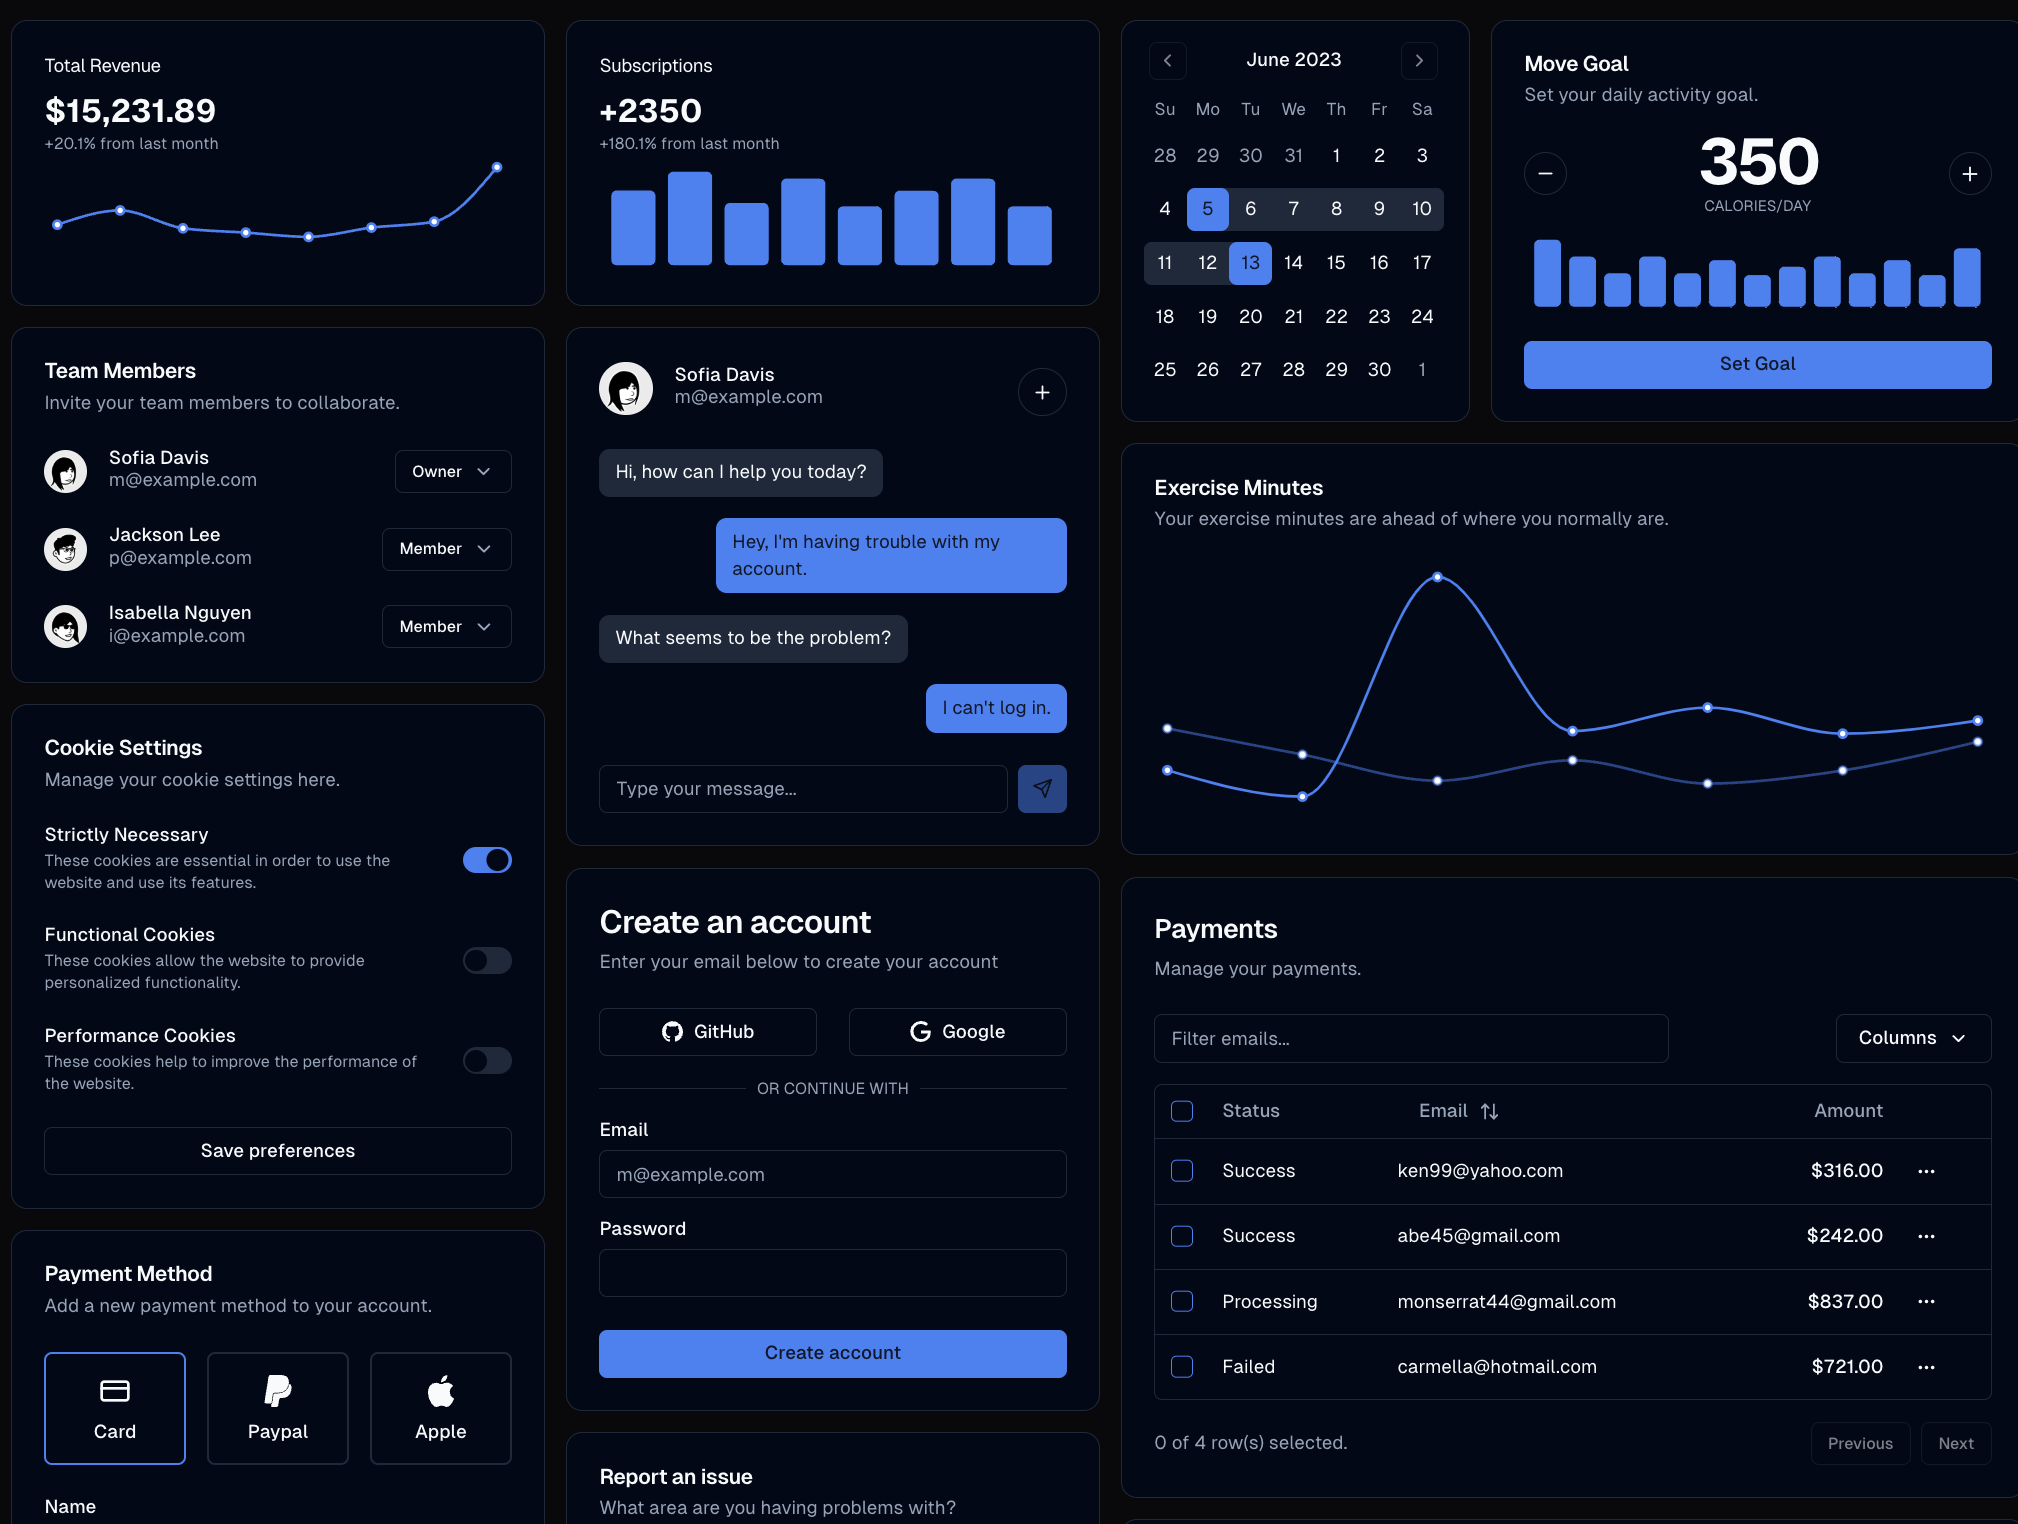 Total Revenue
$15,231.89
+20.1% from last month
Team Members
Invite your team members to collaborate.
Sofia Davis
m@example.com
Owner
Jackson Lee
p@example.com
Member
Isabella Nguyen
i@example.com
Member
Cookie Settings
Manage your cookie settings here.
Strictly Necessary
These cookies are essential in order to use the
website and use its features.
Functional Cookies
These cookies allow the website to provide
personalized functionality.
Performance Cookies
These cookies help to improve the performance of
the website.
Save preferences
Payment Method
Add a new payment method to your account.
Card Paypal Apple
Name
Subscriptions
+2350
+180.1% from last month
Sofia Davis
m@example.com
Hi, how can I help you today?
Hey, I'm having trouble with my
account.
What seems to be the problem?
I can't log in.
Type your message...
Create an account
Enter your email below to create your account
GitHub Google
OR CONTINUE WITH
Email
m@example.com
Password
Create account
Report an issue
What area are you having problems with?
June 2023
Su Mo Tu We Th Fr Sa
28 29 30 31 1 2 3
4 5 6 7 8 9 10
11 12 13 14 15 16 17
18 19 20 21 22 23 24
25 26 27 28 29 30 1
Move Goal
Set your daily activity goal.
350
CALORIES/DAY
Set Goal
Exercise Minutes
Your exercise minutes are ahead of where you normally are.
Payments
Manage your payments.
Filter emails... Columns
Status Email Amount
Success ken99@yahoo.com $316.00
Success abe45@gmail.com $242.00
Processing monserrat44@gmail.com $837.00
Failed carmella@hotmail.com $721.00
0 of 4 row(s) selected. Previous Next